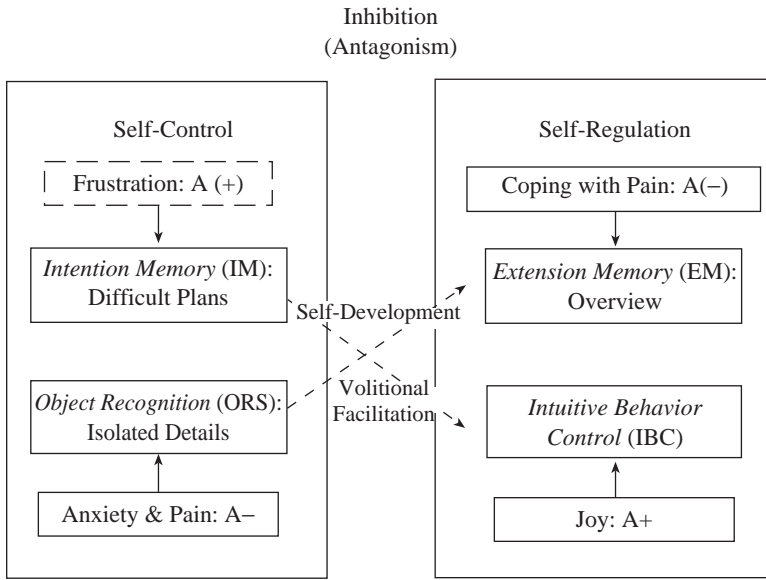 Inhibition
(Antagonism)
Self-Control
Frustration: A (+)
Intention Memory (IM):
Difficult Plans
Object Recognition (ORS):
Isolated Details
Anxiety & Pain: A−
Self-Development
Volitional
Facilitation
Self-Regulation
Coping with Pain: A(−)
Extension Memory (EM):
Overview
Intuitive Behavior
Control (IBC)
Joy: A+